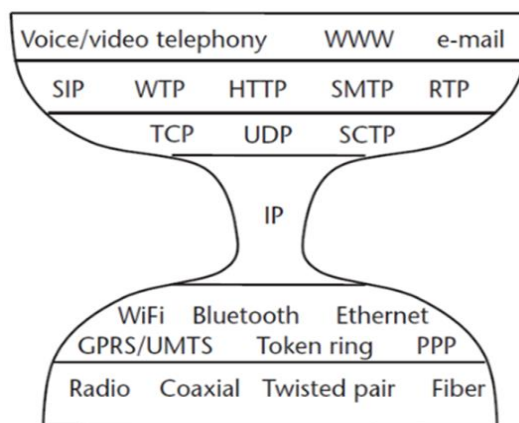 Voice/video telephony WWW e-mail
SIP WTP HTTP SMTP RTP
TCP UDP SCTP
IP
WiFi Bluetooth Ethernet
GPRS/UMTS Token ring PPP
Radio Coaxial Twisted pair Fiber